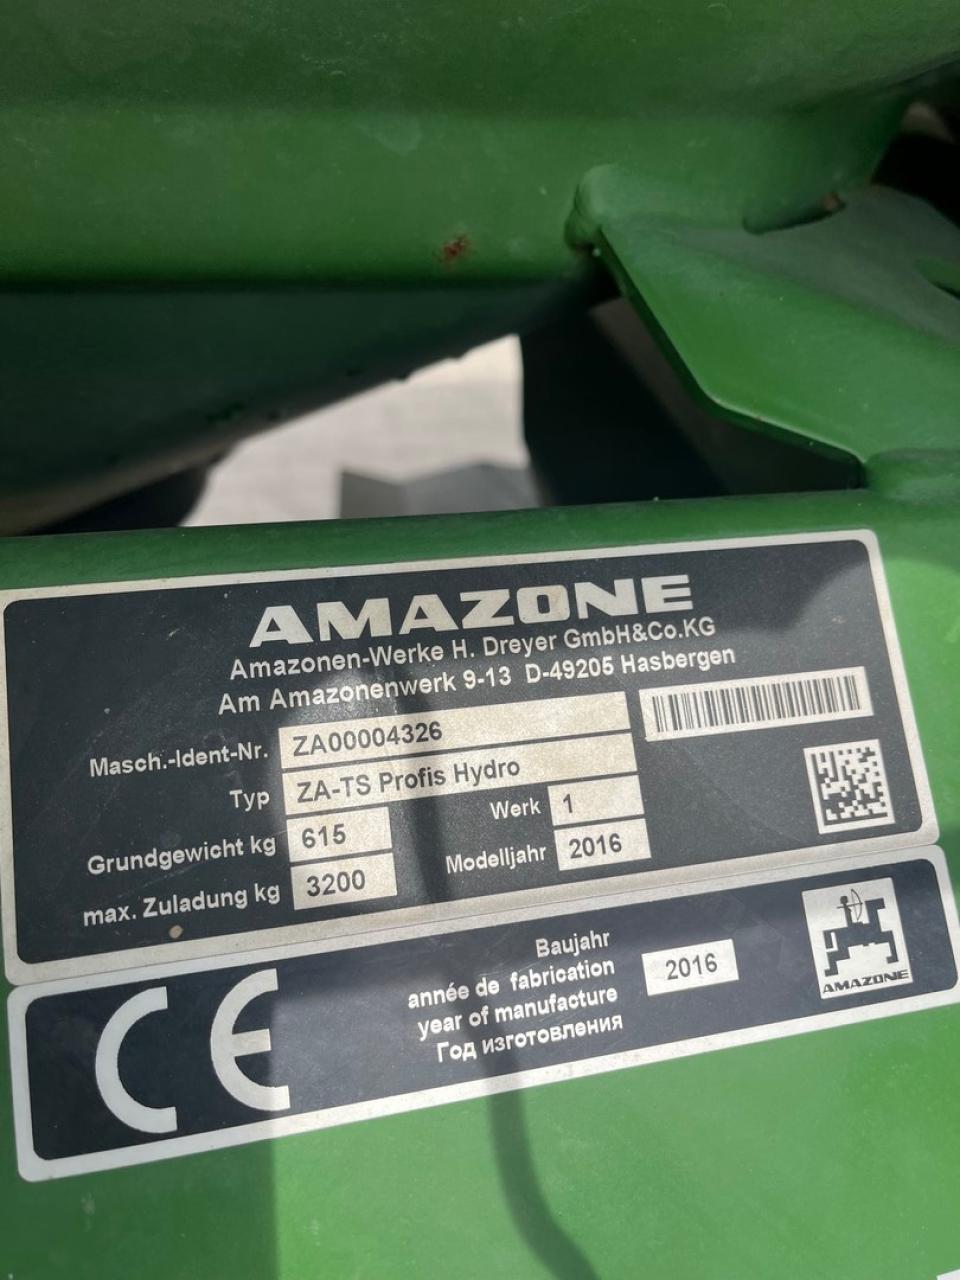 AMAZONE
Amazonen-Werke H. Dreyer GmbH&Co.KG
Am Amazonenwerk 9-13 D-49205 Hasbergen
Masch.-Ident-Nr. ZA00004326
Typ ZA-TS Profis Hydro
Grundgewicht kg 615 Werk 1
max. Zuladung kg 3200 Modelljahr 2016
CE
Baujahr
année de fabrication
year of manufacture
Год изготовления
2016
AMAZONE